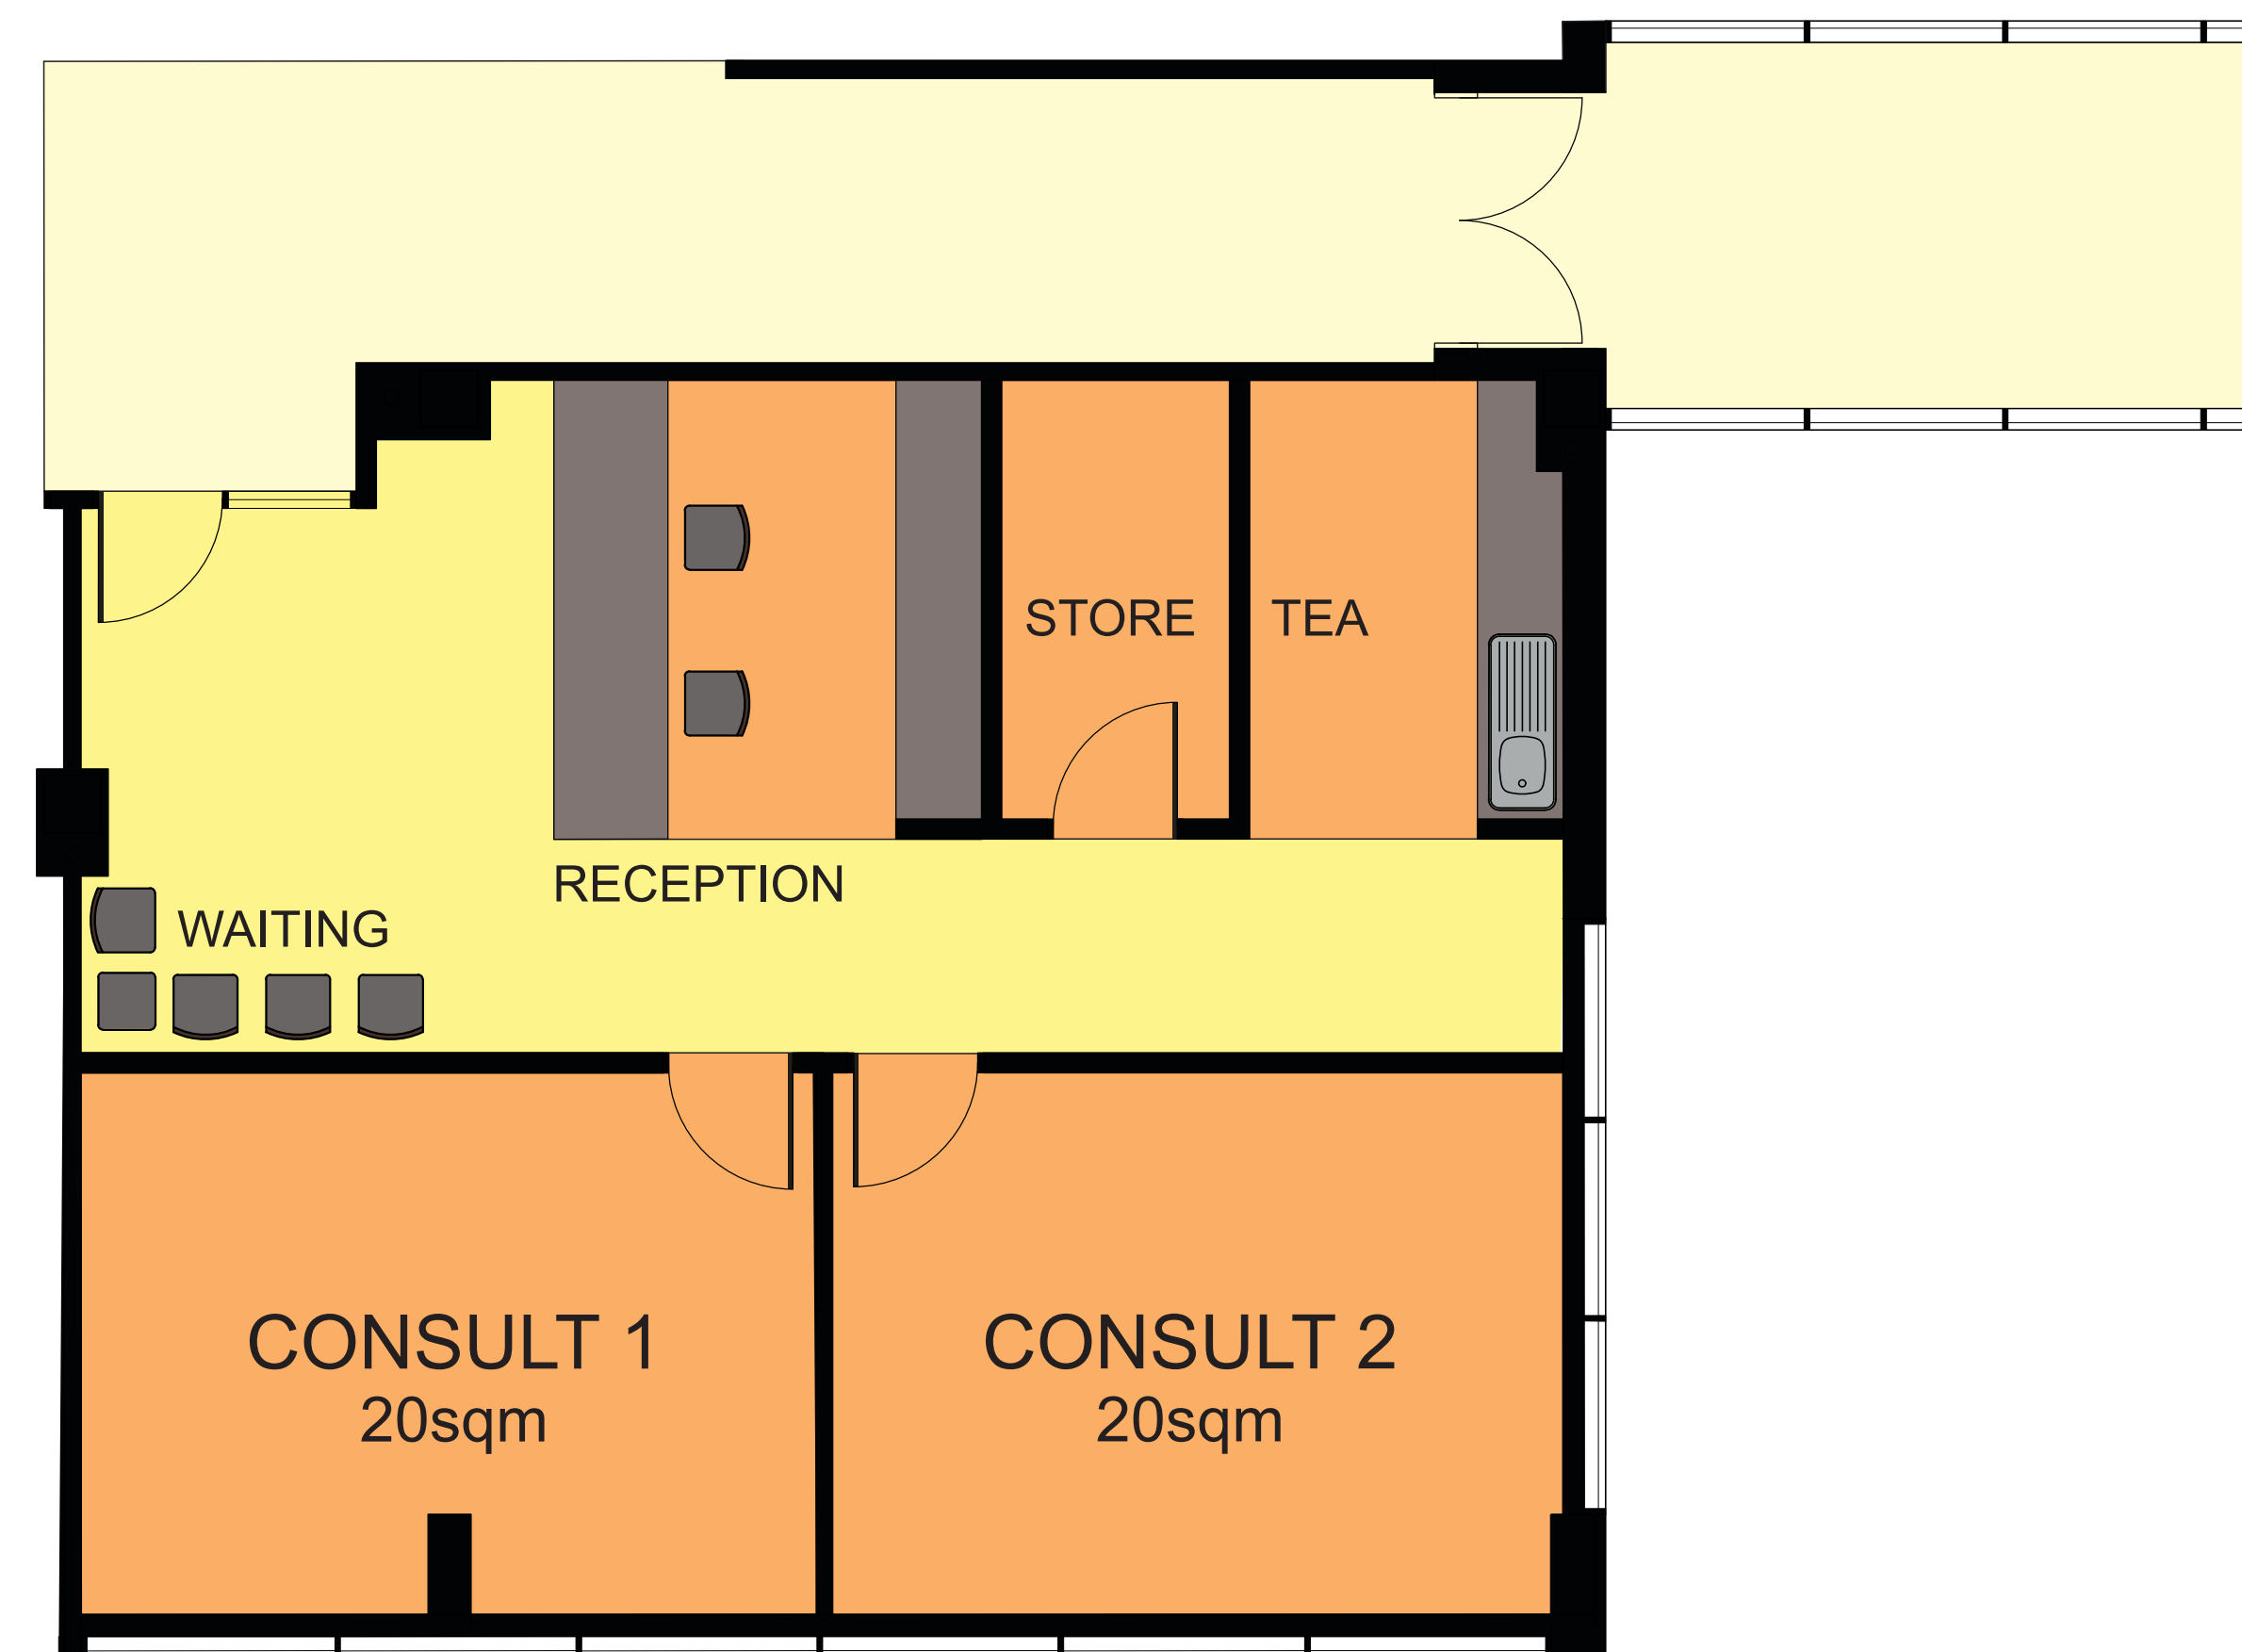 STORE
TEA
RECEPTION
WAITING
CONSULT 1
20sqm
CONSULT 2
20sqm